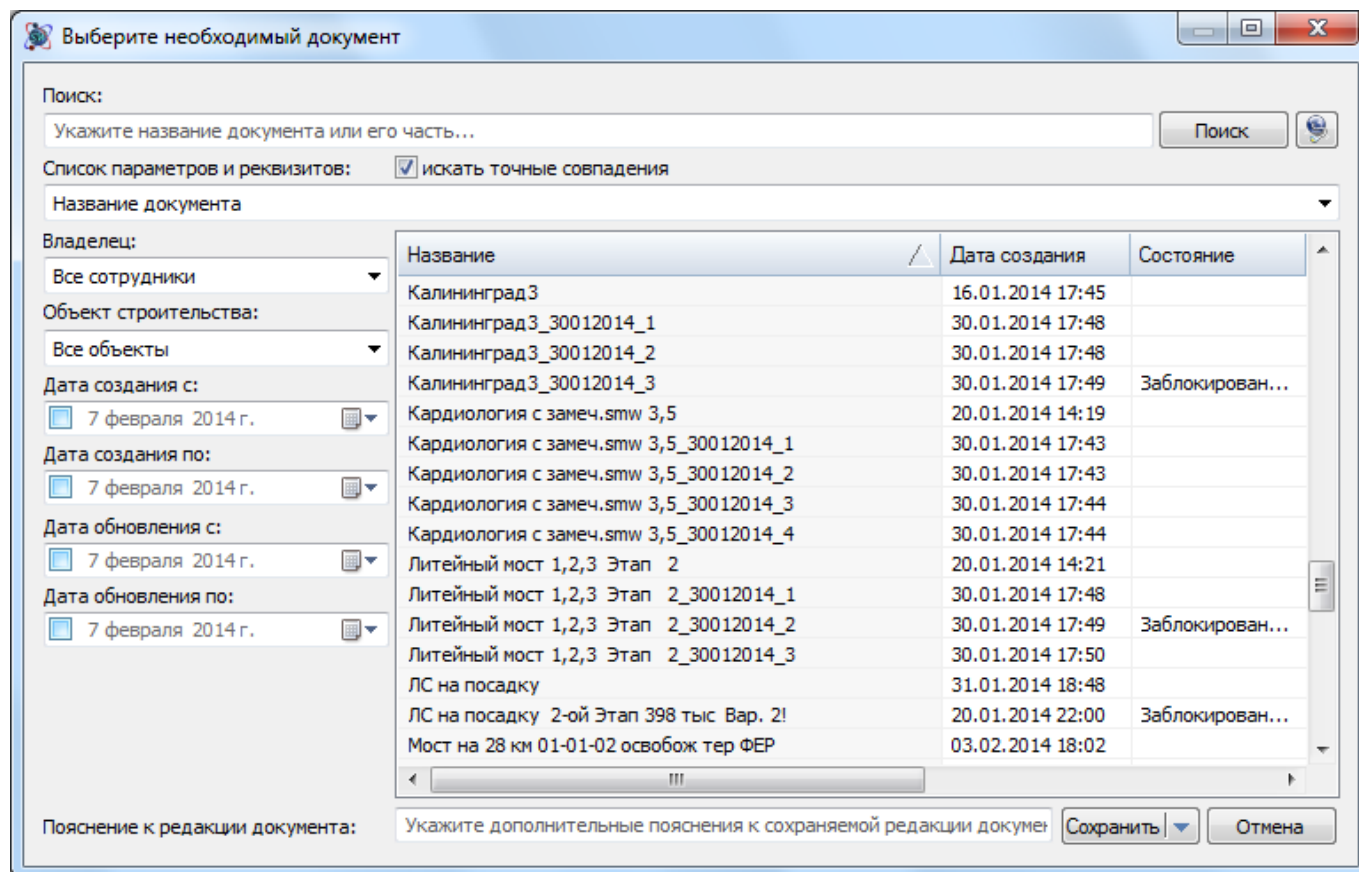 Выберите необходимый документ
Поиск:
Укажите название документа или его часть...
Поиск
Список параметров и реквизитов:
искать точные совпадения
Название документа
Владелец:
Все сотрудники
Объект строительства:
Все объекты
Дата создания с:
7 февраля 2014 г.
Дата создания по:
7 февраля 2014 г.
Дата обновления с:
7 февраля 2014 г.
Дата обновления по:
7 февраля 2014 г.
Название Дата создания Состояние
Калининград3 16.01.2014 17:45
Калининград3_30012014_1 30.01.2014 17:48
Калининград3_30012014_2 30.01.2014 17:48
Калининград3_30012014_3 30.01.2014 17:49 Заблокирован...
Кардиология с замеч.smw 3,5 20.01.2014 14:19
Кардиология с замеч.smw 3,5_30012014_1 30.01.2014 17:43
Кардиология с замеч.smw 3,5_30012014_2 30.01.2014 17:43
Кардиология с замеч.smw 3,5_30012014_3 30.01.2014 17:44
Кардиология с замеч.smw 3,5_30012014_4 30.01.2014 17:44
Литейный мост 1,2,3 Этап 2 20.01.2014 14:21
Литейный мост 1,2,3 Этап 2_30012014_1 30.01.2014 17:48
Литейный мост 1,2,3 Этап 2_30012014_2 30.01.2014 17:49 Заблокирован...
Литейный мост 1,2,3 Этап 2_30012014_3 30.01.2014 17:50
ЛС на посадку 31.01.2014 18:48
ЛС на посадку 2-ой Этап 398 тыс Вар. 2! 20.01.2014 22:00 Заблокирован...
Мост на 28 км 01-01-02 освобож тер ФЕР 03.02.2014 18:02
Пояснение к редакции документа:
Укажите дополнительные пояснения к сохраняемой редакции докумен
Сохранить
Отмена